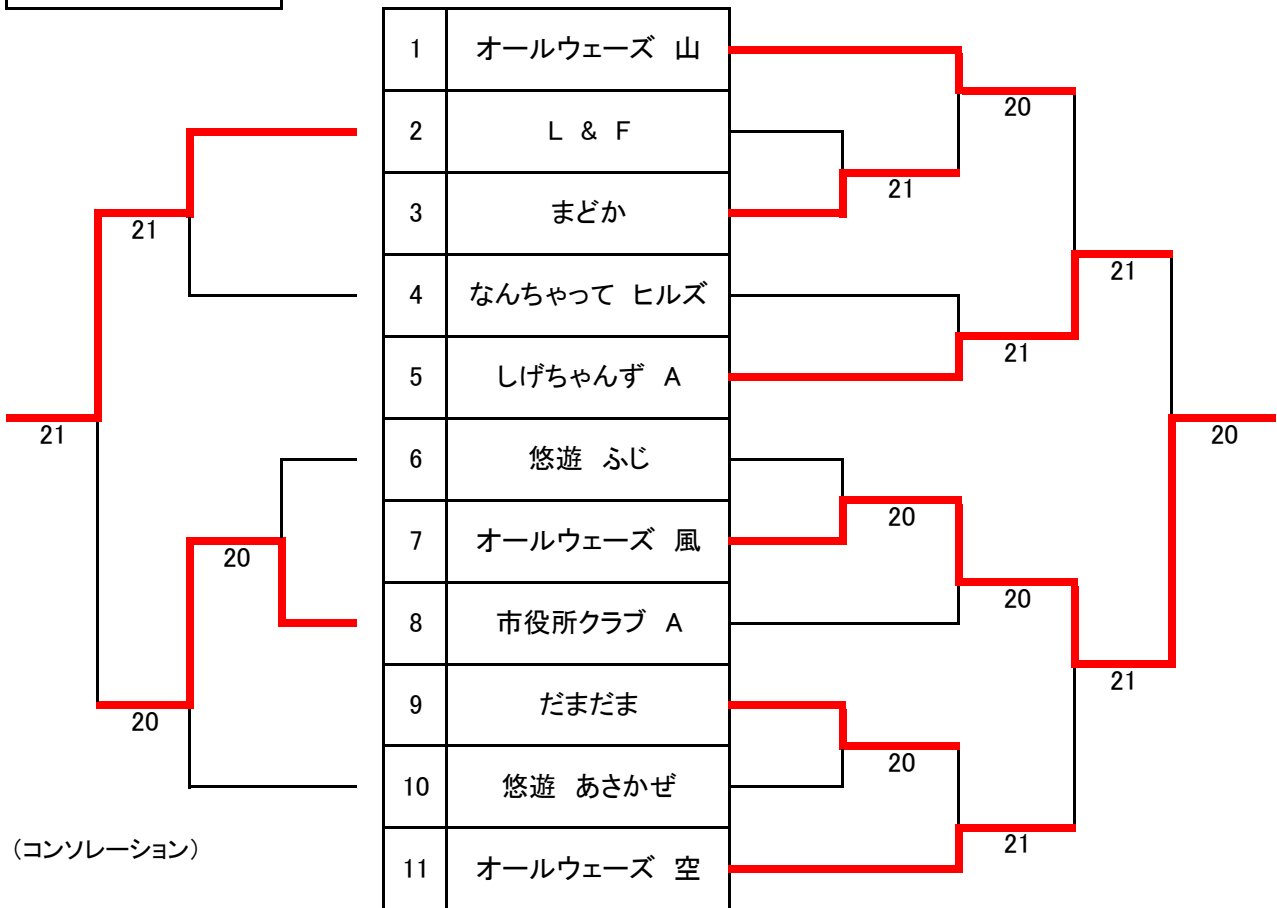 1 オールウェーズ 山
20
2 L & F
21
3 まどか
21
21
4 なんちゃって ヒルズ
21
5 しげちゃんず A
21
20
6 悠遊 ふじ
20
7 オールウェーズ 風
20
20
8 市役所クラブ A
21
9 だまだま
20
20
10 悠遊 あさかぜ
21
(コンソレーション)
11 オールウェーズ 空